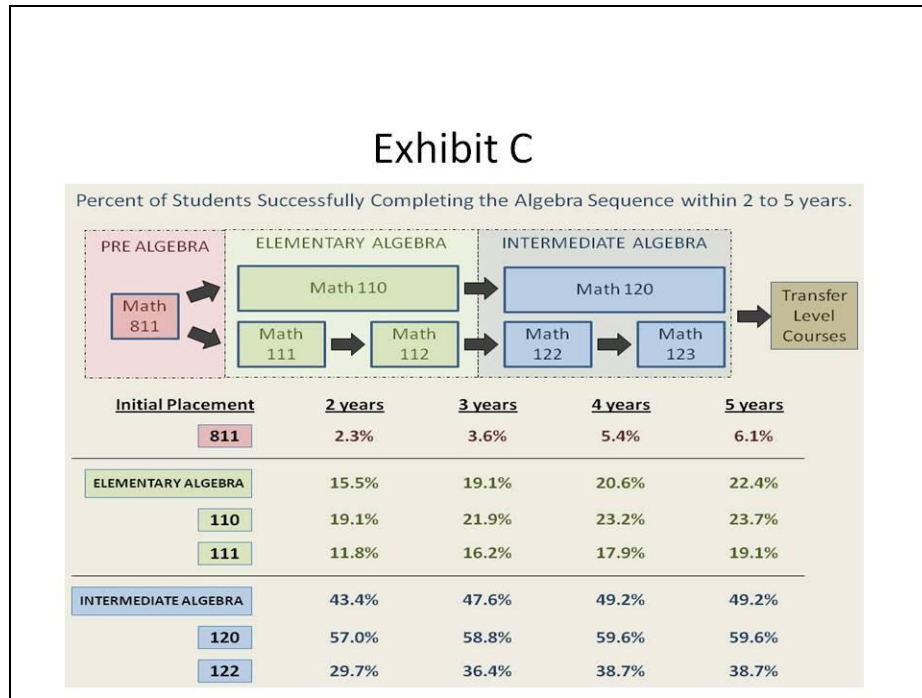 Exhibit C
Percent of Students Successfully Completing the Algebra Sequence within 2 to 5 years.
PRE ALGEBRA
ELEMENTARY ALGEBRA
INTERMEDIATE ALGEBRA
Math 811
Math 110
Math 111
Math 112
Math 120
Math 122
Math 123
Transfer
Level
Courses
Initial Placement 2 years 3 years 4 years 5 years
811 2.3% 3.6% 5.4% 6.1%
ELEMENTARY ALGEBRA 15.5% 19.1% 20.6% 22.4%
110 19.1% 21.9% 23.2% 23.7%
111 11.8% 16.2% 17.9% 19.1%
INTERMEDIATE ALGEBRA 43.4% 47.6% 49.2% 49.2%
120 57.0% 58.8% 59.6% 59.6%
122 29.7% 36.4% 38.7% 38.7%